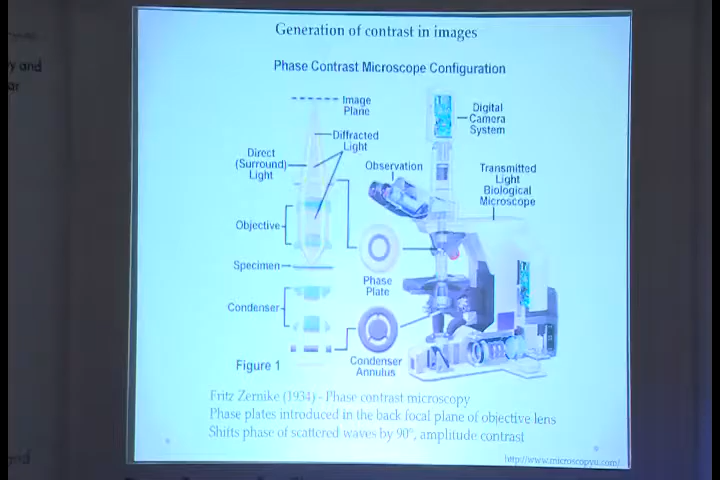 Generation of contrast in images
Phase Contrast Microscope Configuration
Image
Plane
Diffracted
Light
Direct
(Surround)
Light
Objective
Specimen
Condenser
Figure 1
Observation
Digital
Camera
System
Transmitted
Light
Biological
Microscope
Phase
Plate
Condenser
Annulus
Fritz Zernike (1934) - Phase contrast microscopy
Phase plates introduced in the back focal plane of objective lens
Shifts phase of scattered waves by 90°, amplitude contrast
http://www.microscopyu.com/
y and
ar